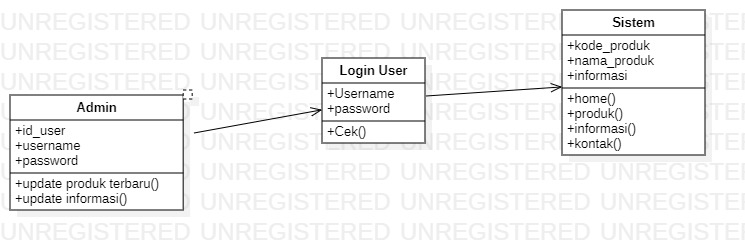 Admin
+id_user
+username
+password
+update produk terbaru()
+update informasi()
Login User
+Username
+password
+Cek()
Sistem
+kode_produk
+nama_produk
+informasi
+home()
+produk()
+informasi()
+kontak()
UNREGISTERED UNREGISTERED UNREGISTERED UNREGISTERED